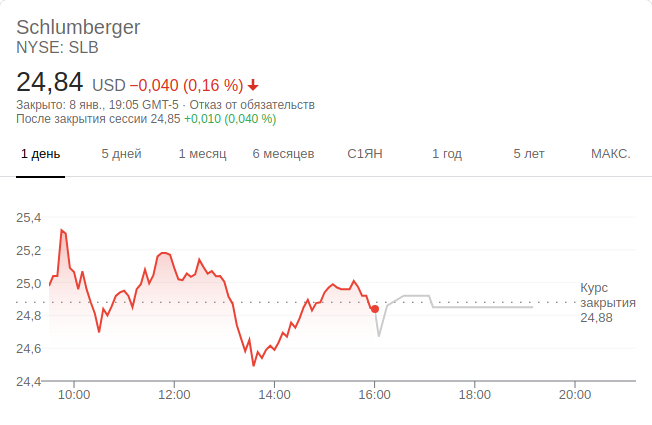 Schlumberger
NYSE: SLB
24,84 USD −0,040 (0,16 %)
Закрыто: 8 янв., 19:05 GMT-5 · Отказ от обязательств
После закрытия сессии 24,85 +0,010 (0,040 %)
1 день 5 дней 1 месяц 6 месяцев С1ЯН 1 год 5 лет МАКС.
25,4
25,2
25,0
24,8
24,6
24,4
Курс
закрытия
24,88
10:00 12:00 14:00 16:00 18:00 20:00